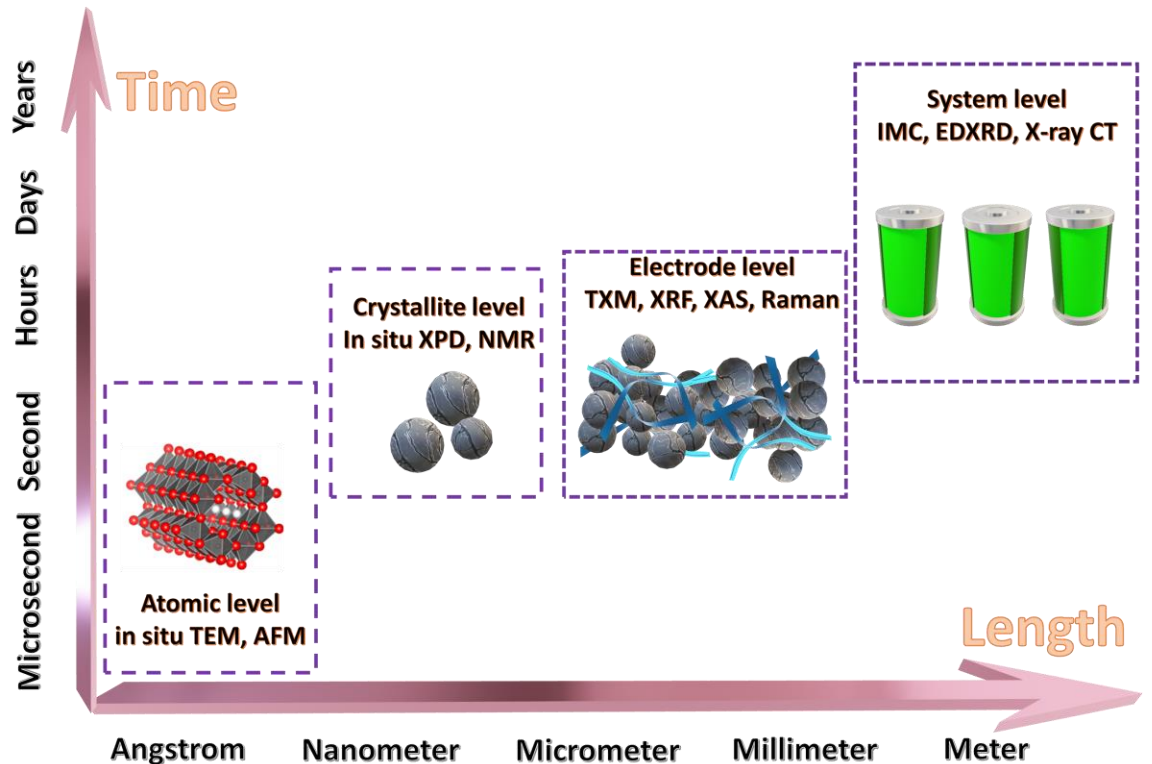 Time
Years
Days
Hours
Second
Microsecond
System level
IMC, EDXRD, X-ray CT
Electrode level
TXM, XRF, XAS, Raman
Crystallite level
In situ XPD, NMR
Atomic level
in situ TEM, AFM
Length
Angstrom
Nanometer
Micrometer
Millimeter
Meter